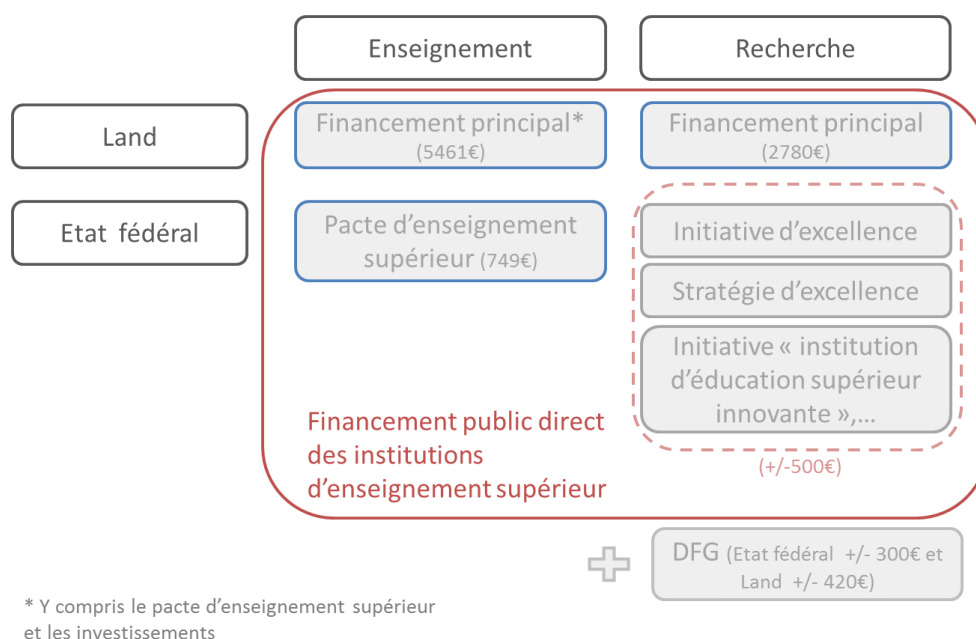 Enseignement
Recherche
Land
Financement principal*
(5461€)
Financement principal
(2780€)
Etat fédéral
Pacte d’enseignement
supérieur (749€)
Initiative d’excellence
Stratégie d’excellence
Initiative « institution
d’éducation supérieur
innovante »,...
Financement public direct
des institutions
d’enseignement supérieur
(+/-500€)
DFG (Etat fédéral +/- 300€ et
Land +/- 420€)
* Y compris le pacte d’enseignement supérieur
et les investissements